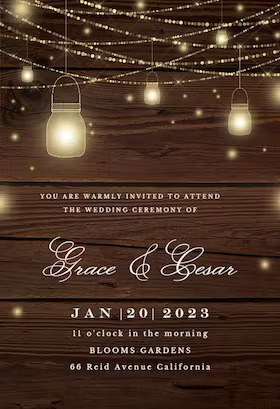 YOU ARE WARMLY INVITED TO ATTEND
THE WEDDING CEREMONY OF
Grace & Cesar
JAN |20| 2023
11 o'clock in the morning
BLOOMS GARDENS
66 Reid Avenue California